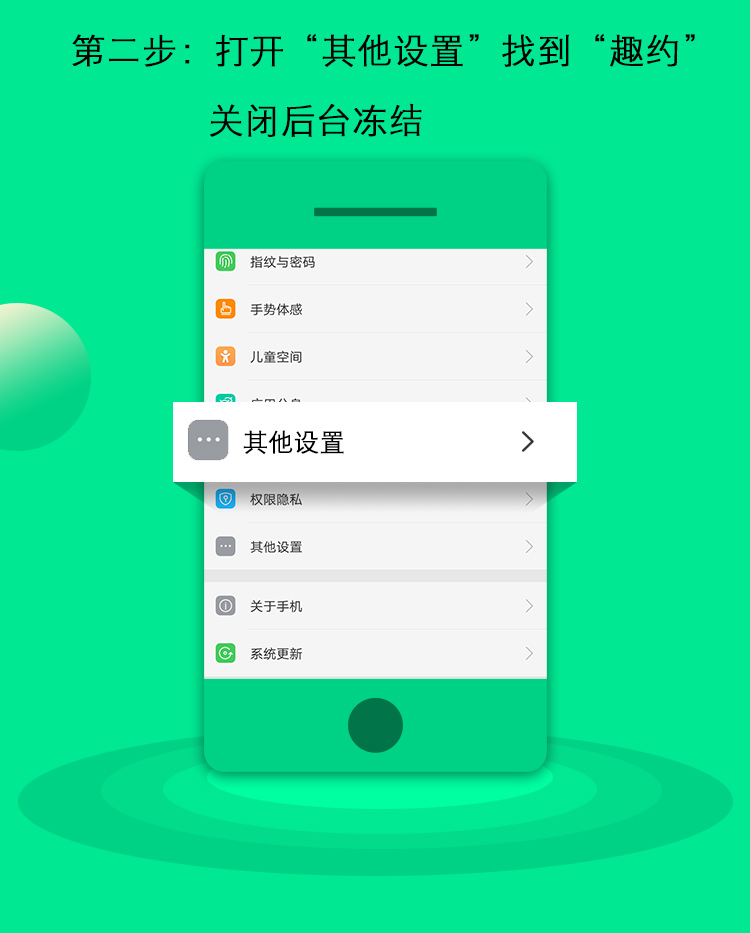 第二步：打开“其他设置”找到“趣约”
关闭后台冻结
指纹与密码
手势体感
儿童空间
其他设置
权限隐私
其他设置
关于手机
系统更新